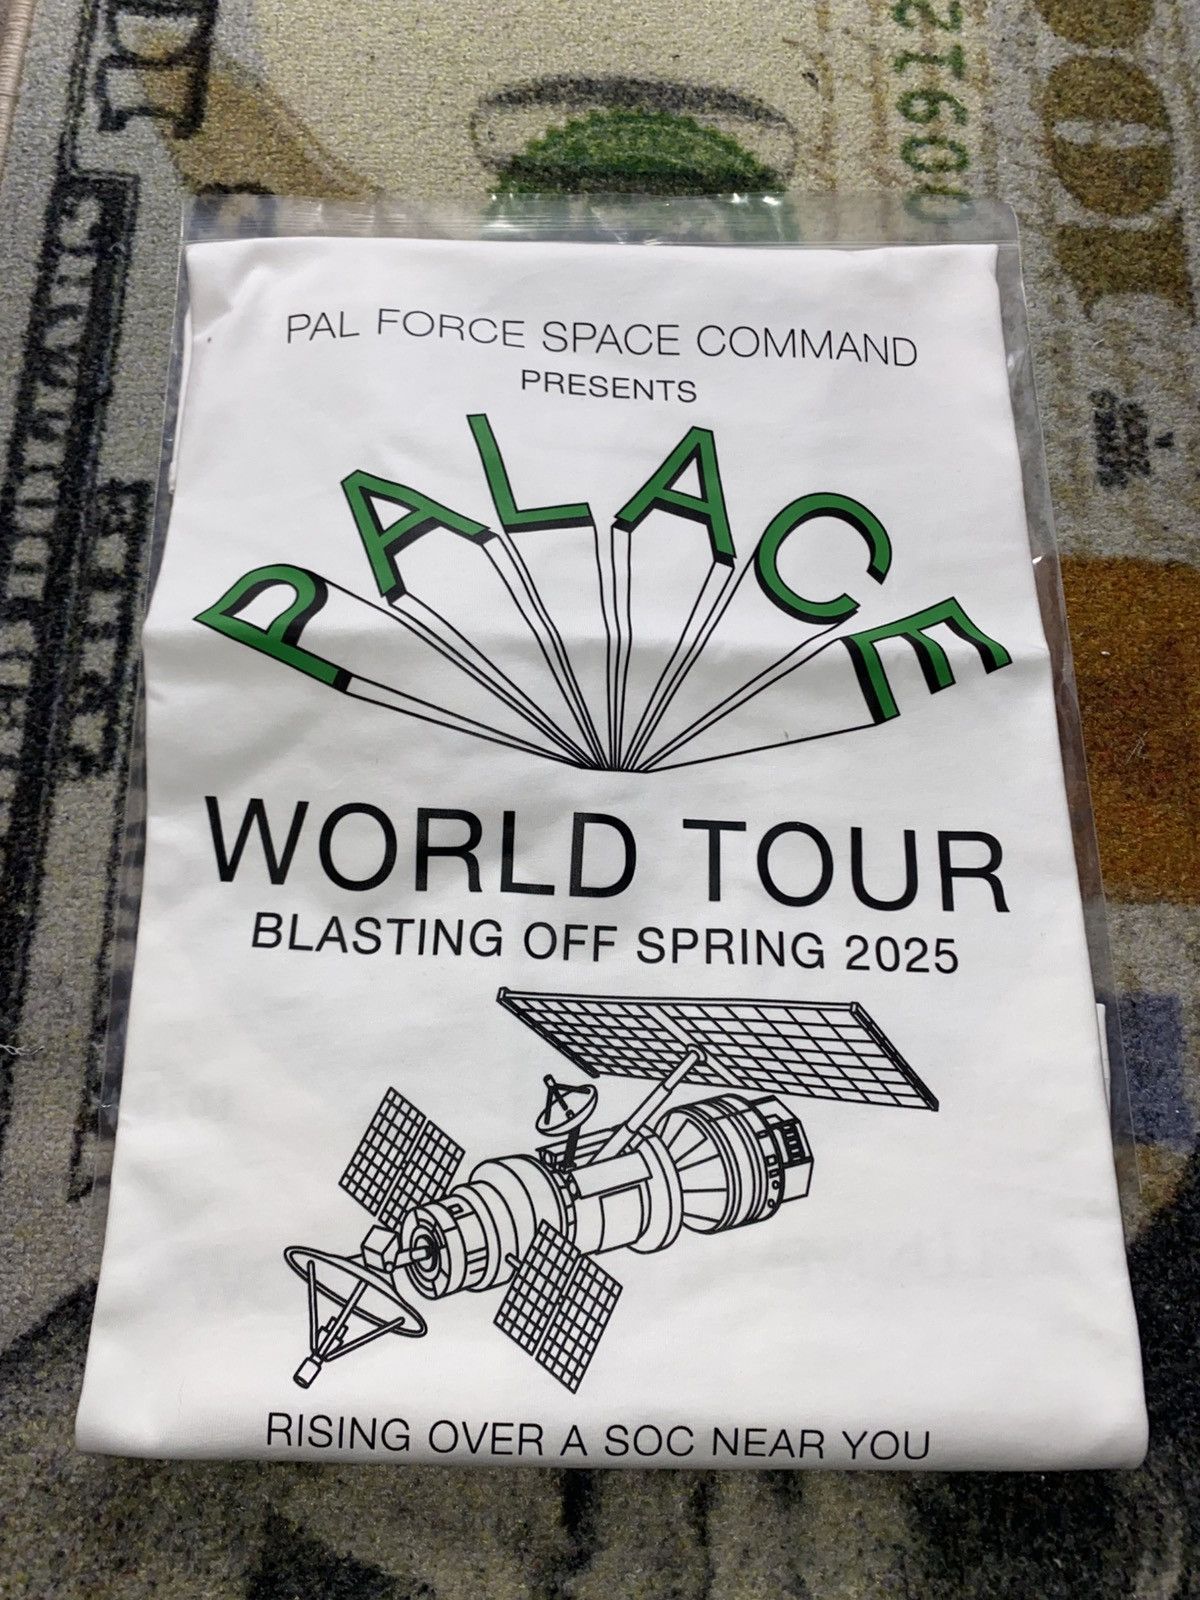 PAL FORCE SPACE COMMAND
PRESENTS
PALACE
WORLD TOUR
BLASTING OFF SPRING 2025
RISING OVER A SOC NEAR YOU